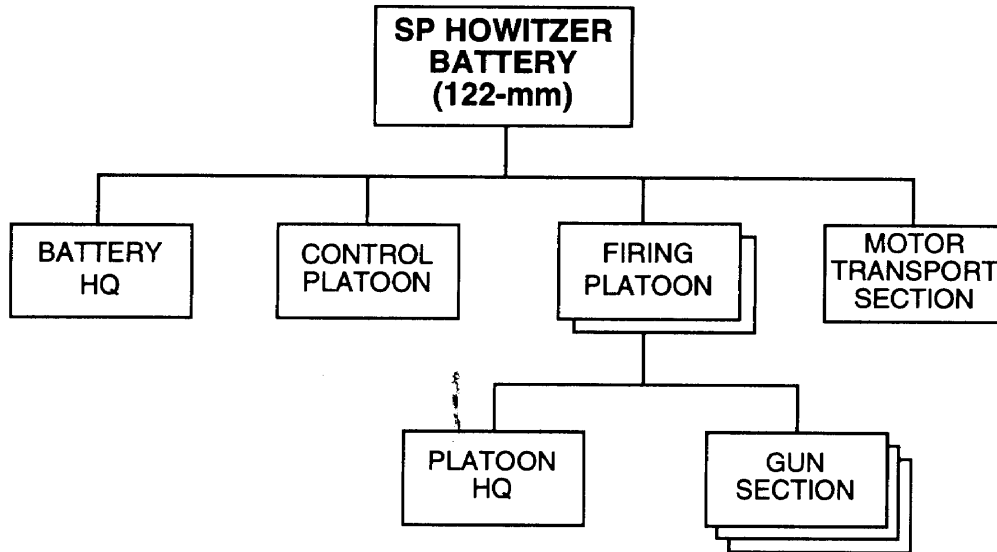 SP HOWITZER
BATTERY
(122-mm)
BATTERY
HQ
CONTROL
PLATOON
FIRING
PLATOON
MOTOR
TRANSPORT
SECTION
PLATOON
HQ
GUN
SECTION